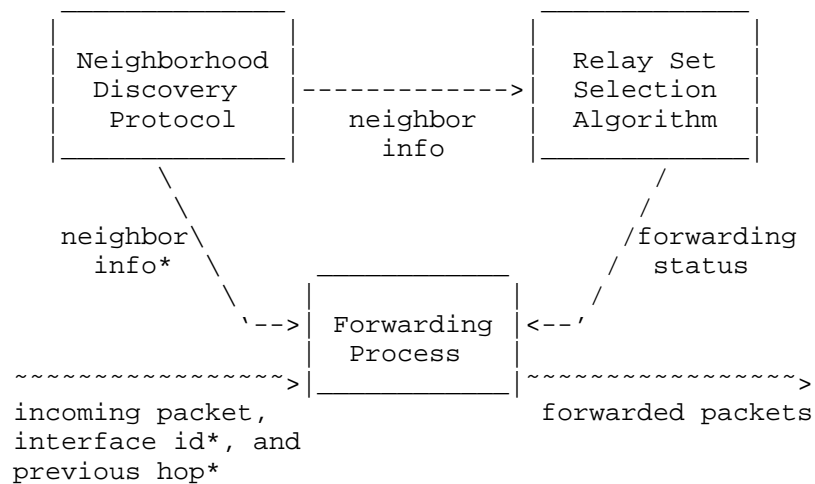 Neighborhood Relay Set
Discovery Selection
Protocol neighbor Algorithm
info
neighbor forwarding
info* status
Forwarding
Process
incoming packet, forwarded packets
interface id*, and
previous hop*